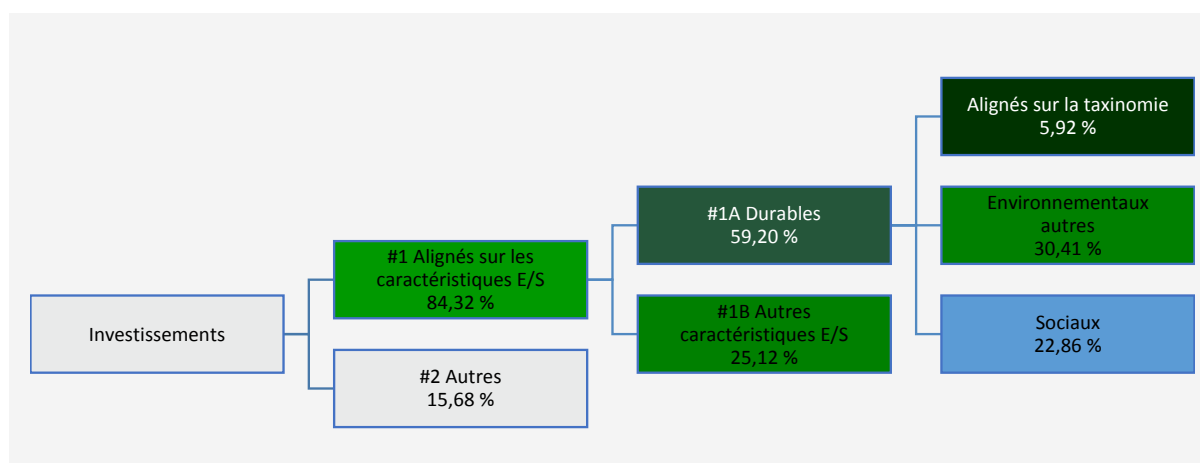 Investissements
#1 Alignés sur les
caractéristiques E/S
84,32 %
#2 Autres
15,68 %
#1A Durables
59,20 %
#1B Autres
caractéristiques E/S
25,12 %
Alignés sur la taxinomie
5,92 %
Environnementaux
autres
30,41 %
Sociaux
22,86 %